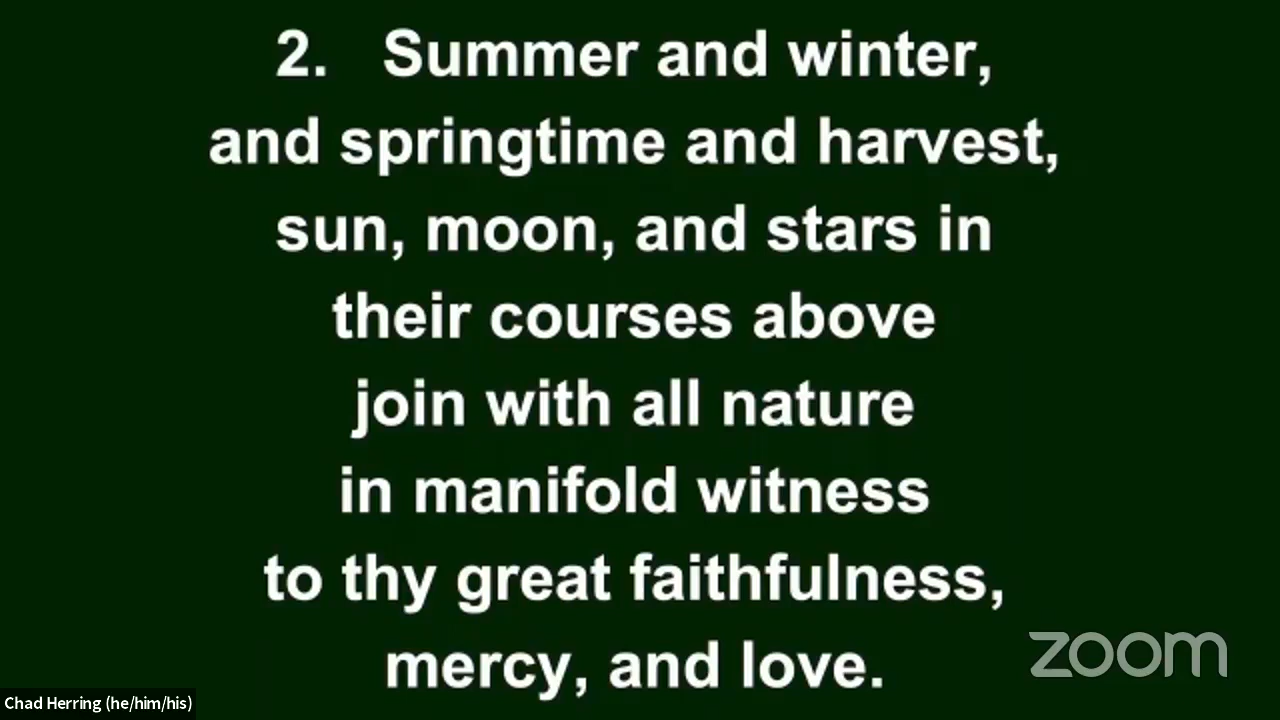 2. Summer and winter,
and springtime and harvest,
sun, moon, and stars in
their courses above
join with all nature
in manifold witness
to thy great faithfulness,
mercy, and love.
zoom
Chad Herring (he/him/his)